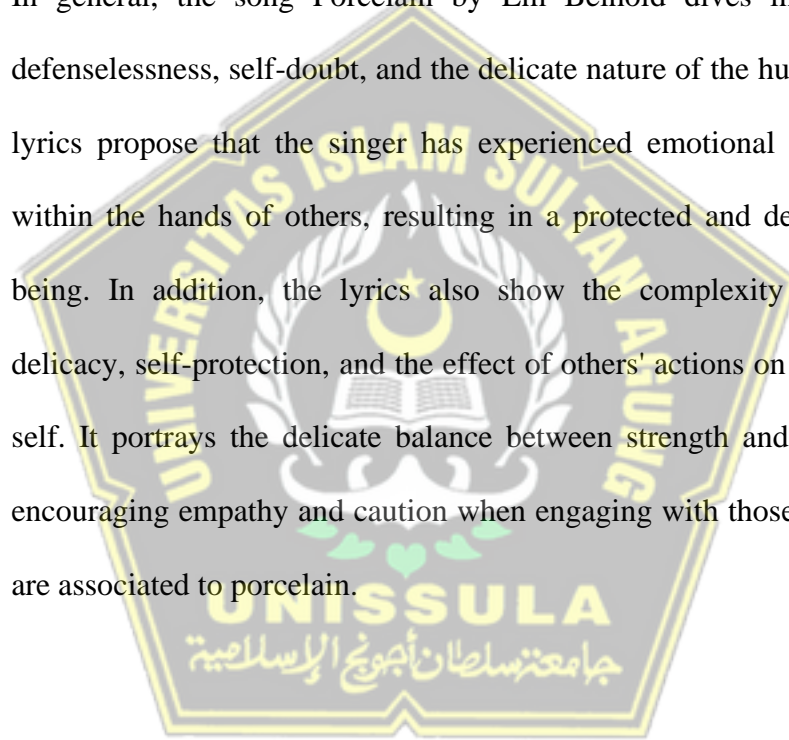 In general, the song Porcelain by Em Beihold dives in
defenselessness, self-doubt, and the delicate nature of the hu
lyrics propose that the singer has experienced emotional
within the hands of others, resulting in a protected and de
being. In addition, the lyrics also show the complexity
delicacy, self-protection, and the effect of others' actions on
self. It portrays the delicate balance between strength and
encouraging empathy and caution when engaging with those
are associated to porcelain.
UNIVERSITAS ISLAM SULTAN AGUNG
UNISSULA
جامعتنسلطان أجونج الإسلامية